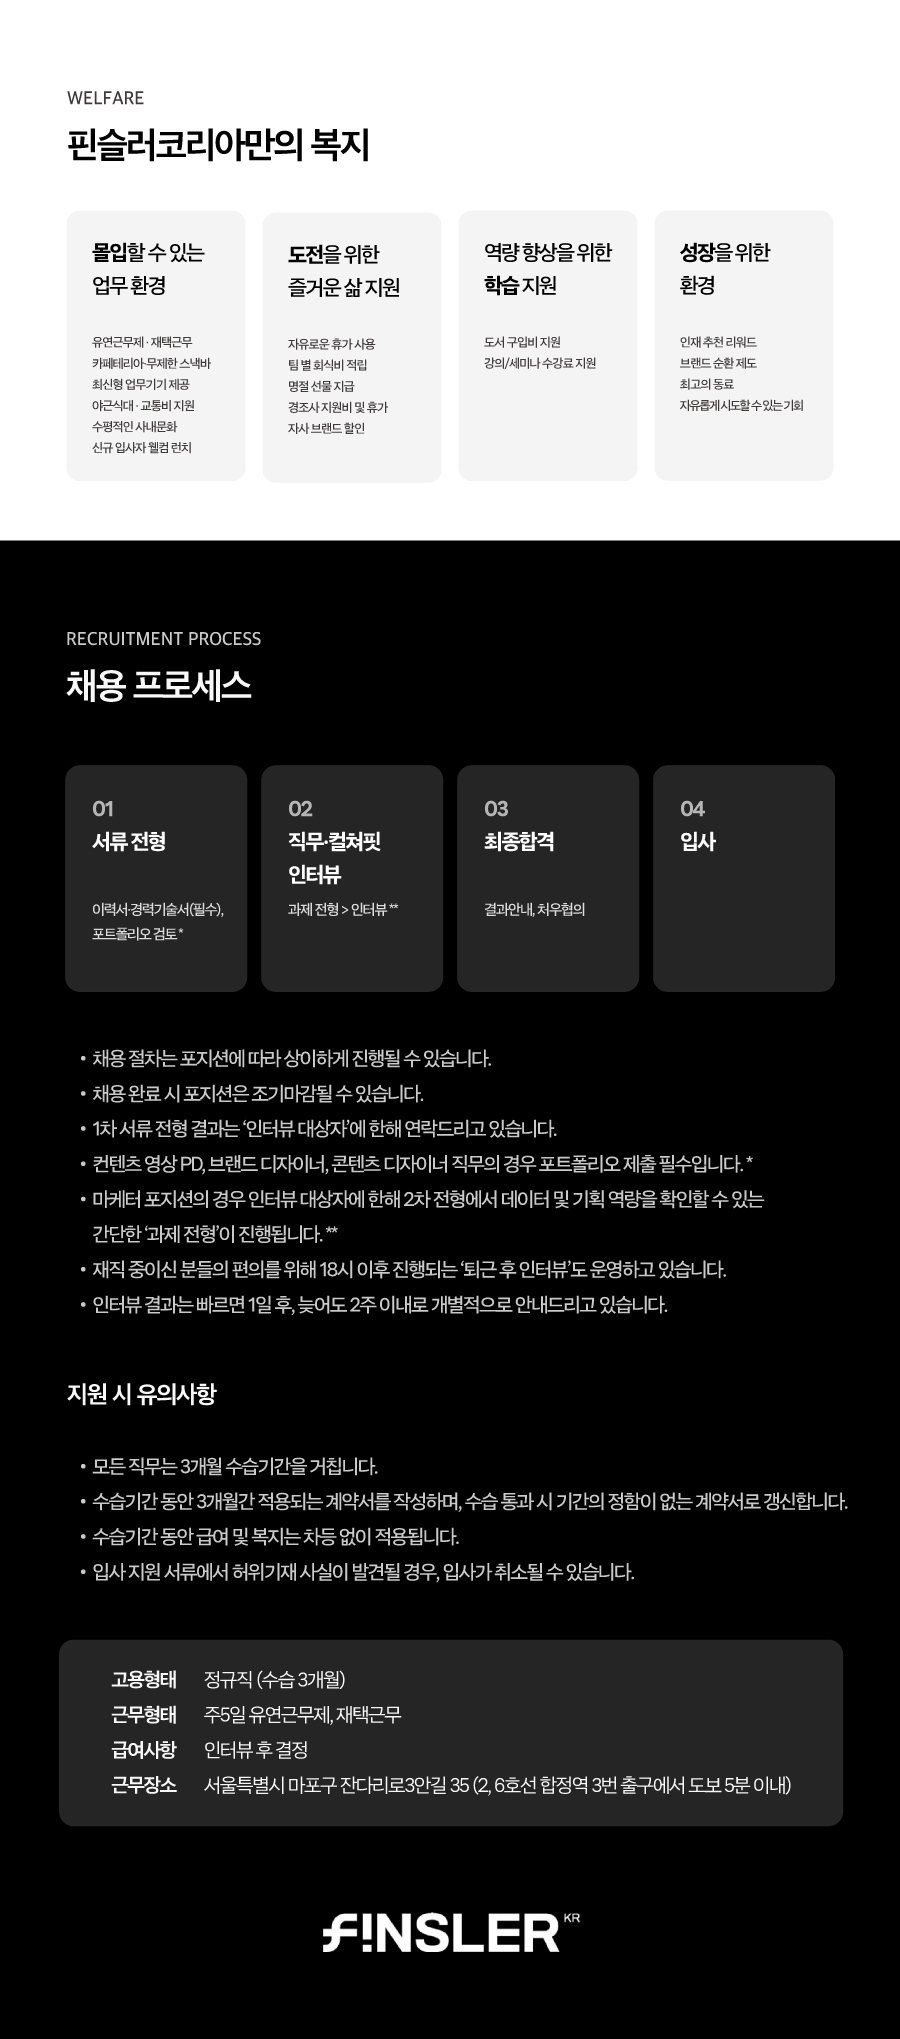 WELFARE
핀슬러코리아만의 복지
몰입할 수 있는
업무 환경
유연근무제 · 재택근무
카페테리아·무제한 스낵바
최신형 업무기기 제공
야근식대 · 교통비 지원
수평적인 사내문화
신규 입사자 웰컴 런치
도전을 위한
즐거운 삶 지원
자유로운 휴가 사용
팀 별 회식비 적립
명절 선물 지급
경조사 지원비 및 휴가
자사 브랜드 할인
역량 향상을 위한
학습 지원
도서 구입비 지원
강의/세미나 수강료 지원
성장을 위한
환경
인재 추천 리워드
브랜드 순환 제도
최고의 동료
자유롭게 시도할 수 있는 기회
RECRUITMENT PROCESS
채용 프로세스
01
서류 전형
이력서·경력기술서(필수),
포트폴리오 검토 *
02
직무·컬쳐핏
인터뷰
과제 전형 > 인터뷰 **
03
최종합격
결과안내, 처우협의
04
입사
• 채용 절차는 포지션에 따라 상이하게 진행될 수 있습니다.
• 채용 완료 시 포지션은 조기마감될 수 있습니다.
• 1차 서류 전형 결과는 ‘인터뷰 대상자’에 한해 연락드리고 있습니다.
• 컨텐츠 영상 PD, 브랜드 디자이너, 콘텐츠 디자이너 직무의 경우 포트폴리오 제출 필수입니다. *
• 마케터 포지션의 경우 인터뷰 대상자에 한해 2차 전형에서 데이터 및 기획 역량을 확인할 수 있는
간단한 ‘과제 전형’이 진행됩니다. **
• 재직 중이신 분들의 편의를 위해 18시 이후 진행되는 ‘퇴근 후 인터뷰’도 운영하고 있습니다.
• 인터뷰 결과는 빠르면 1일 후, 늦어도 2주 이내로 개별적으로 안내드리고 있습니다.
지원 시 유의사항
• 모든 직무는 3개월 수습기간을 거칩니다.
• 수습기간 동안 3개월간 적용되는 계약서를 작성하며, 수습 통과 시 기간의 정함이 없는 계약서로 갱신합니다.
• 수습기간 동안 급여 및 복지는 차등 없이 적용됩니다.
• 입사 지원 서류에서 허위기재 사실이 발견될 경우, 입사가 취소될 수 있습니다.
고용형태 정규직 (수습 3개월)
근무형태 주5일 유연근무제, 재택근무
급여사항 인터뷰 후 결정
근무장소 서울특별시 마포구 잔다리로3안길 35 (2, 6호선 합정역 3번 출구에서 도보 5분 이내)
FINSLER KR